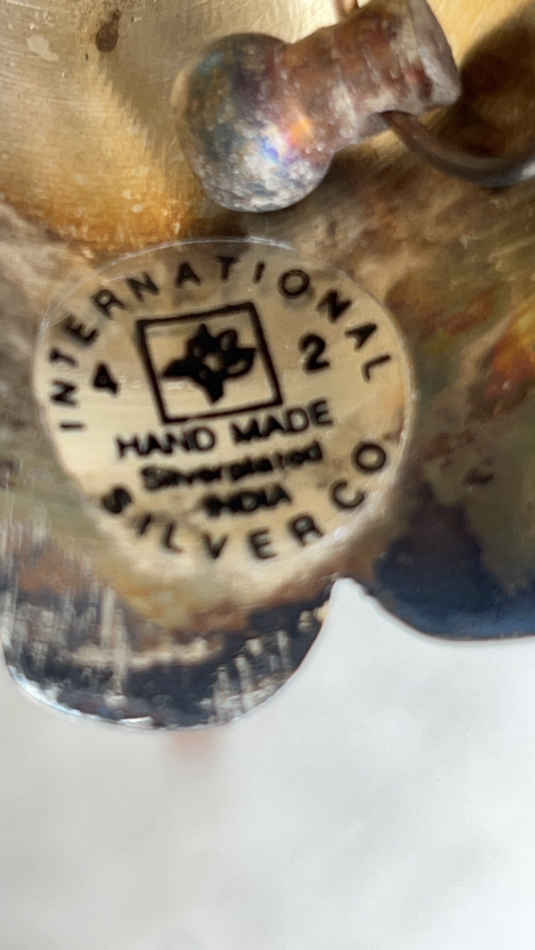 INTERNATIONAL
4 2
HAND MADE
Silverplated
INDIA
SILVER CO